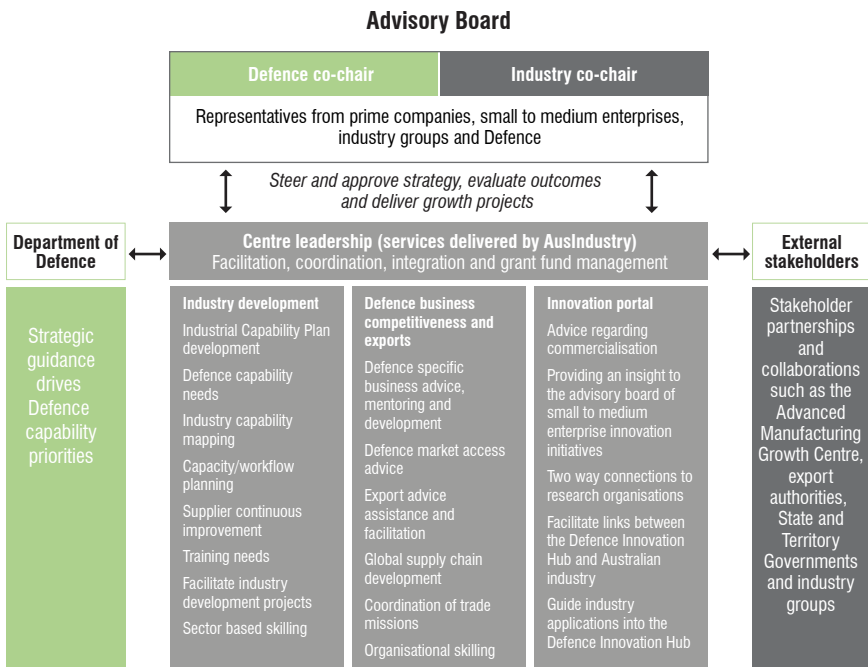 Advisory Board
Defence co-chair
Industry co-chair
Representatives from prime companies, small to medium enterprises,
industry groups and Defence
Steer and approve strategy, evaluate outcomes
and deliver growth projects
Department of
Defence
Strategic
guidance
drives
Defence
capability
priorities
Centre leadership (services delivered by AusIndustry)
Facilitation, coordination, integration and grant fund management
Industry development
Industrial Capability Plan
development
Defence capability
needs
Industry capability
mapping
Capacity/workflow
planning
Supplier continuous
improvement
Training needs
Facilitate industry
development projects
Sector based skilling
Defence business
competitiveness and
exports
Defence specific
business advice,
mentoring and
development
Defence market access
advice
Export advice
assistance and
facilitation
Global supply chain
development
Coordination of trade
missions
Organisational skilling
Innovation portal
Advice regarding
commercialisation
Providing an insight to
the advisory board of
small to medium
enterprise innovation
initiatives
Two way connections to
research organisations
Facilitate links between
the Defence Innovation
Hub and Australian
industry
Guide industry
applications into the
Defence Innovation Hub
External
stakeholders
Stakeholder
partnerships
and
collaborations
such as the
Advanced
Manufacturing
Growth Centre,
export
authorities,
State and
Territory
Governments
and industry
groups